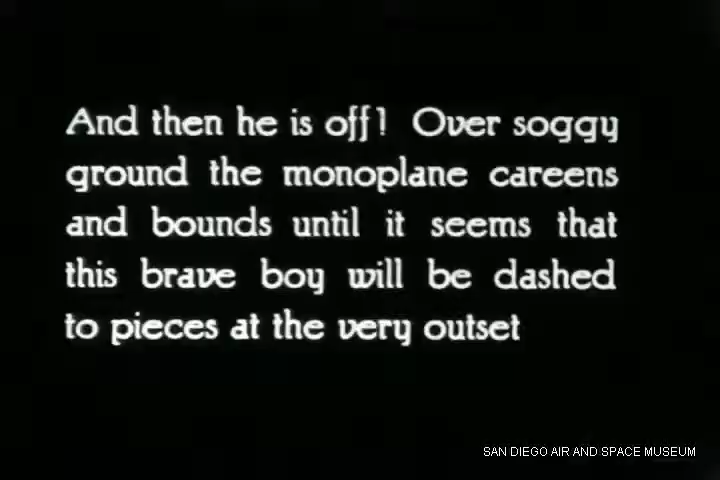 And then he is off! Over soggy
ground the monoplane careens
and bounds until it seems that
this brave boy will be dashed
to pieces at the very outset
SAN DIEGO AIR AND SPACE MUSEUM